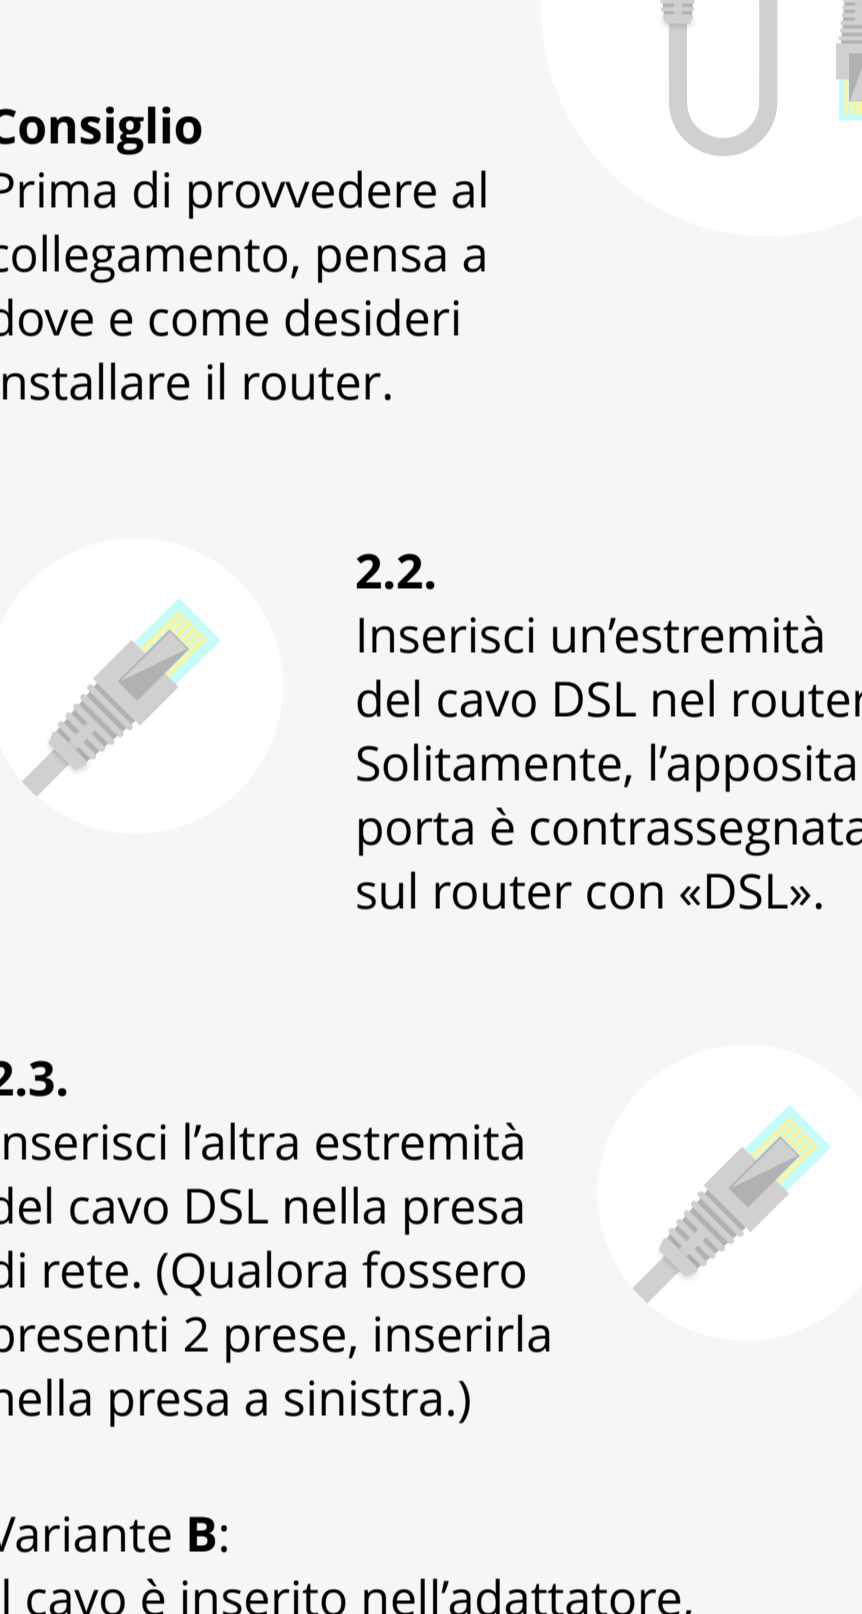 Consiglio
Prima di provvedere al
collegamento, pensa a
dove e come desideri
installare il router.
2.2.
Inserisci un’estremità
del cavo DSL nel router
Solitamente, l’apposita
porta è contrassegnata
sul router con «DSL».
2.3.
Inserisci l’altra estremità
del cavo DSL nella presa
di rete. (Qualora fossero
presenti 2 prese, inserirla
nella presa a sinistra.)
Variante B:
Il cavo è inserito nell’adattatore,